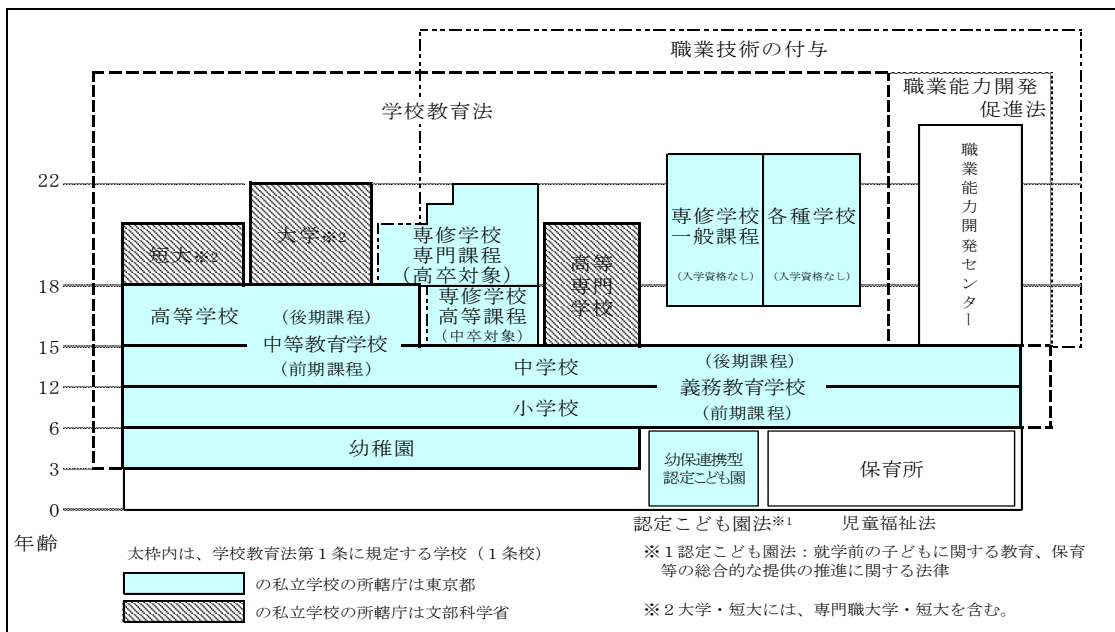 職業技術の付与
職業能力開発
促進法
学校教育法
22
18
15
12
6
3
0
年齢
短大※2
大学※2
専修学校
専門課程
(高卒対象)
専修学校
高等課程
(中卒対象)
高等
専門
学校
専修学校
一般課程
(入学資格なし)
各種学校
(入学資格なし)
職業能力開発センター
高等学校
(後期課程)
中等教育学校
(前期課程)
中学校
(後期課程)
義務教育学校
(前期課程)
小学校
幼稚園
幼保連携型
認定こども園
保育所
認定こども園法※1
児童福祉法
太枠内は、学校教育法第1条に規定する学校(1条校)
の私立学校の所轄庁は東京都
の私立学校の所轄庁は文部科学省
※1認定こども園法:就学前の子どもに関する教育、保育
等の総合的な提供の推進に関する法律
※2大学・短大には、専門職大学・短大を含む。